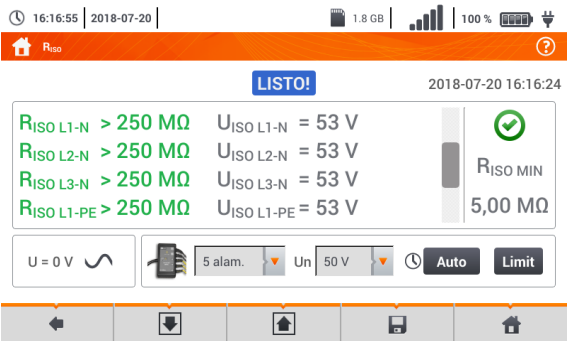 16:16:55 2018-07-20 1.8 GB 100 %
RISO ?
LISTO! 2018-07-20 16:16:24
RISO L1-N > 250 MΩ UISO L1-N = 53 V
RISO L2-N > 250 MΩ UISO L2-N = 53 V
RISO L3-N > 250 MΩ UISO L3-N = 53 V
RISO L1-PE > 250 MΩ UISO L1-PE = 53 V
RISO MIN
5,00 MΩ
U = 0 V 5 alam. Un 50 V Auto Limit